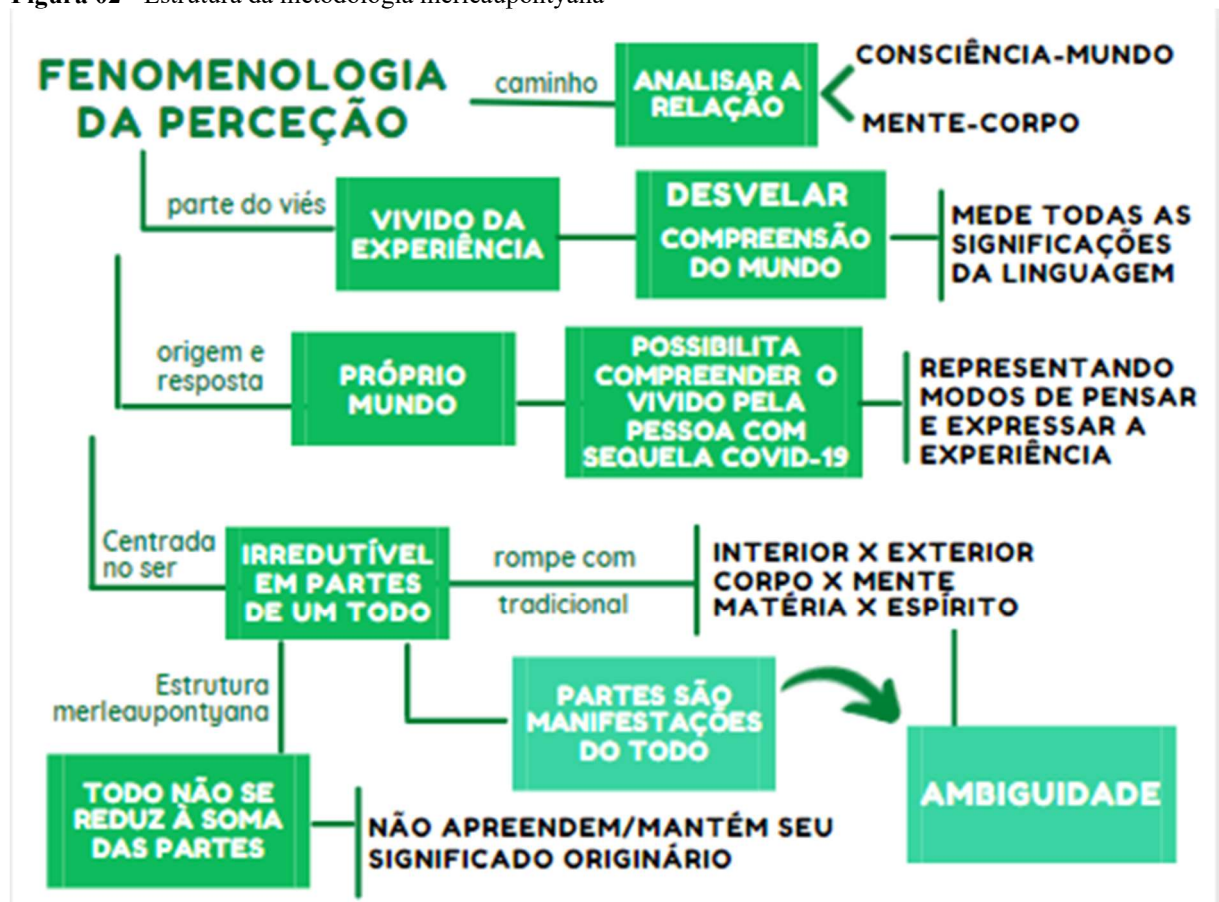 Figura 02 - Estrutura da metodologia merleaupontyana
FENOMENOLOGIA
DA PERCEÇÃO
caminho
ANALISAR A
RELAÇÃO
CONSCIÊNCIA-MUNDO
MENTE-CORPO
parte do viés
VIVIDO DA
EXPERIÊNCIA
DESVELAR
COMPREENSÃO
DO MUNDO
MEDE TODAS AS
SIGNIFICAÇÕES
DA LINGUAGEM
origem e
resposta
PRÓPRIO
MUNDO
POSSIBILITA
COMPREENDER O
VIVIDO PELA
PESSOA COM
SEQUELA COVID-19
REPRESENTANDO
MODOS DE PENSAR
E EXPRESSAR A
EXPERIÊNCIA
Centrada
no ser
IRREDUTÍVEL
EM PARTES
DE UM TODO
rompe com
tradicional
INTERIOR X EXTERIOR
CORPO X MENTE
MATÉRIA X ESPÍRITO
Estrutura
merleaupontyana
PARTES SÃO
MANIFESTAÇÕES
DO TODO
AMBIGUIDADE
TODO NÃO SE
REDUZ À SOMA
DAS PARTES
NÃO APREENDEM/MANTÉM SEU
SIGNIFICADO ORIGINÁRIO